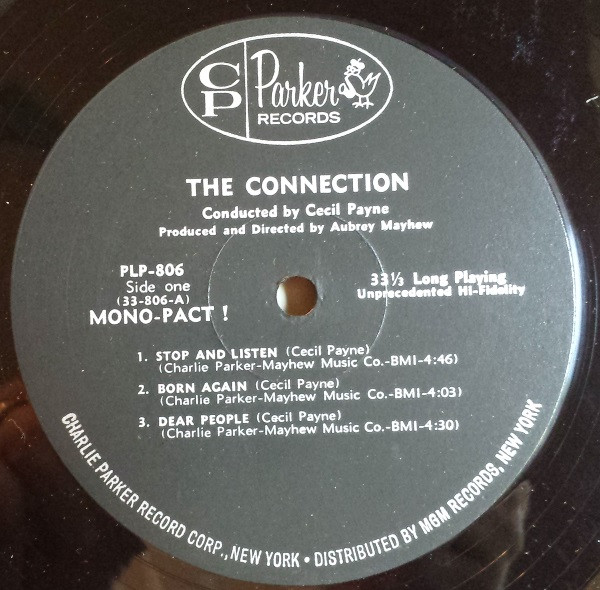 CP Parker
RECORDS
THE CONNECTION
Conducted by Cecil Payne
Produced and Directed by Aubrey Mayhew
PLP-806
Side one
(33-806-A)
MONO-PACT !
33⅓ Long Playing
Unprecedented Hi-Fidelity
1. STOP AND LISTEN (Cecil Payne)
(Charlie Parker-Mayhew Music Co.-BMI-4:46)
2. BORN AGAIN (Cecil Payne)
(Charlie Parker-Mayhew Music Co.-BMI-4:03)
3. DEAR PEOPLE (Cecil Payne)
(Charlie Parker-Mayhew Music Co.-BMI-4:30)
CHARLIE PARKER RECORD CORP., NEW YORK • DISTRIBUTED BY MGM RECORDS, NEW YORK